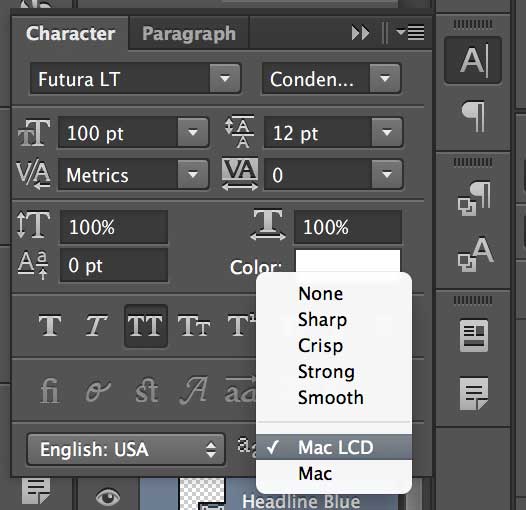 Character Paragraph
Futura LT Conden...
100 pt 12 pt
Metrics 0
100% 100%
0 pt Color:
None
Sharp
Crisp
Strong
Smooth
English: USA ✓ Mac LCD
Mac
Headline Blue